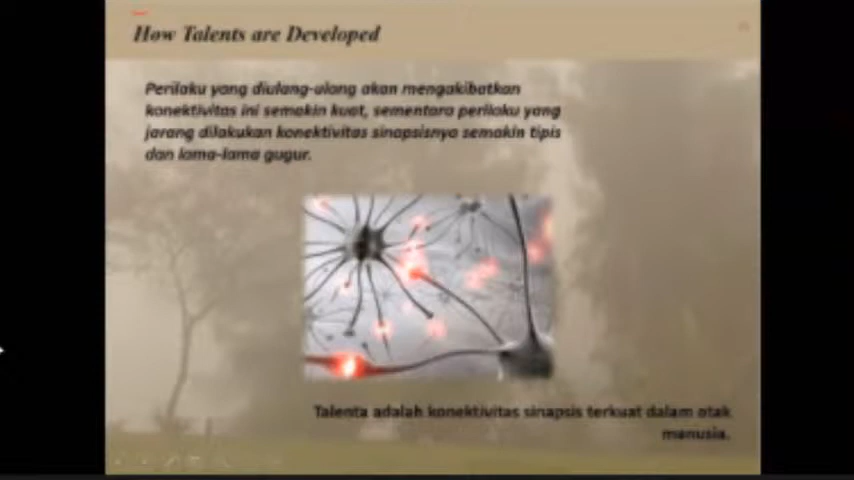 How Talents are Developed
Perilaku yang diulang-ulang akan mengakibatkan
konektivitas ini semakin kuat, sementara perilaku yang
jarang dilakukan konektivitas sinapsisnya semakin tipis
dan lama-lama gugur.
Talenta adalah konektivitas sinapsis terkuat dalam otak
manusia.